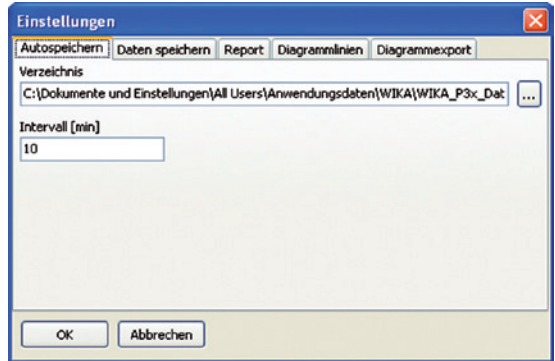 Einstellungen
Autospeichern Daten speichern Report Diagrammlinien Diagrammexport
Verzeichnis
C:\Dokumente und Einstellungen\All Users\Anwendungsdaten\WIKA\WIKA_P3x_Dat ...
Intervall [min]
10
OK Abbrechen